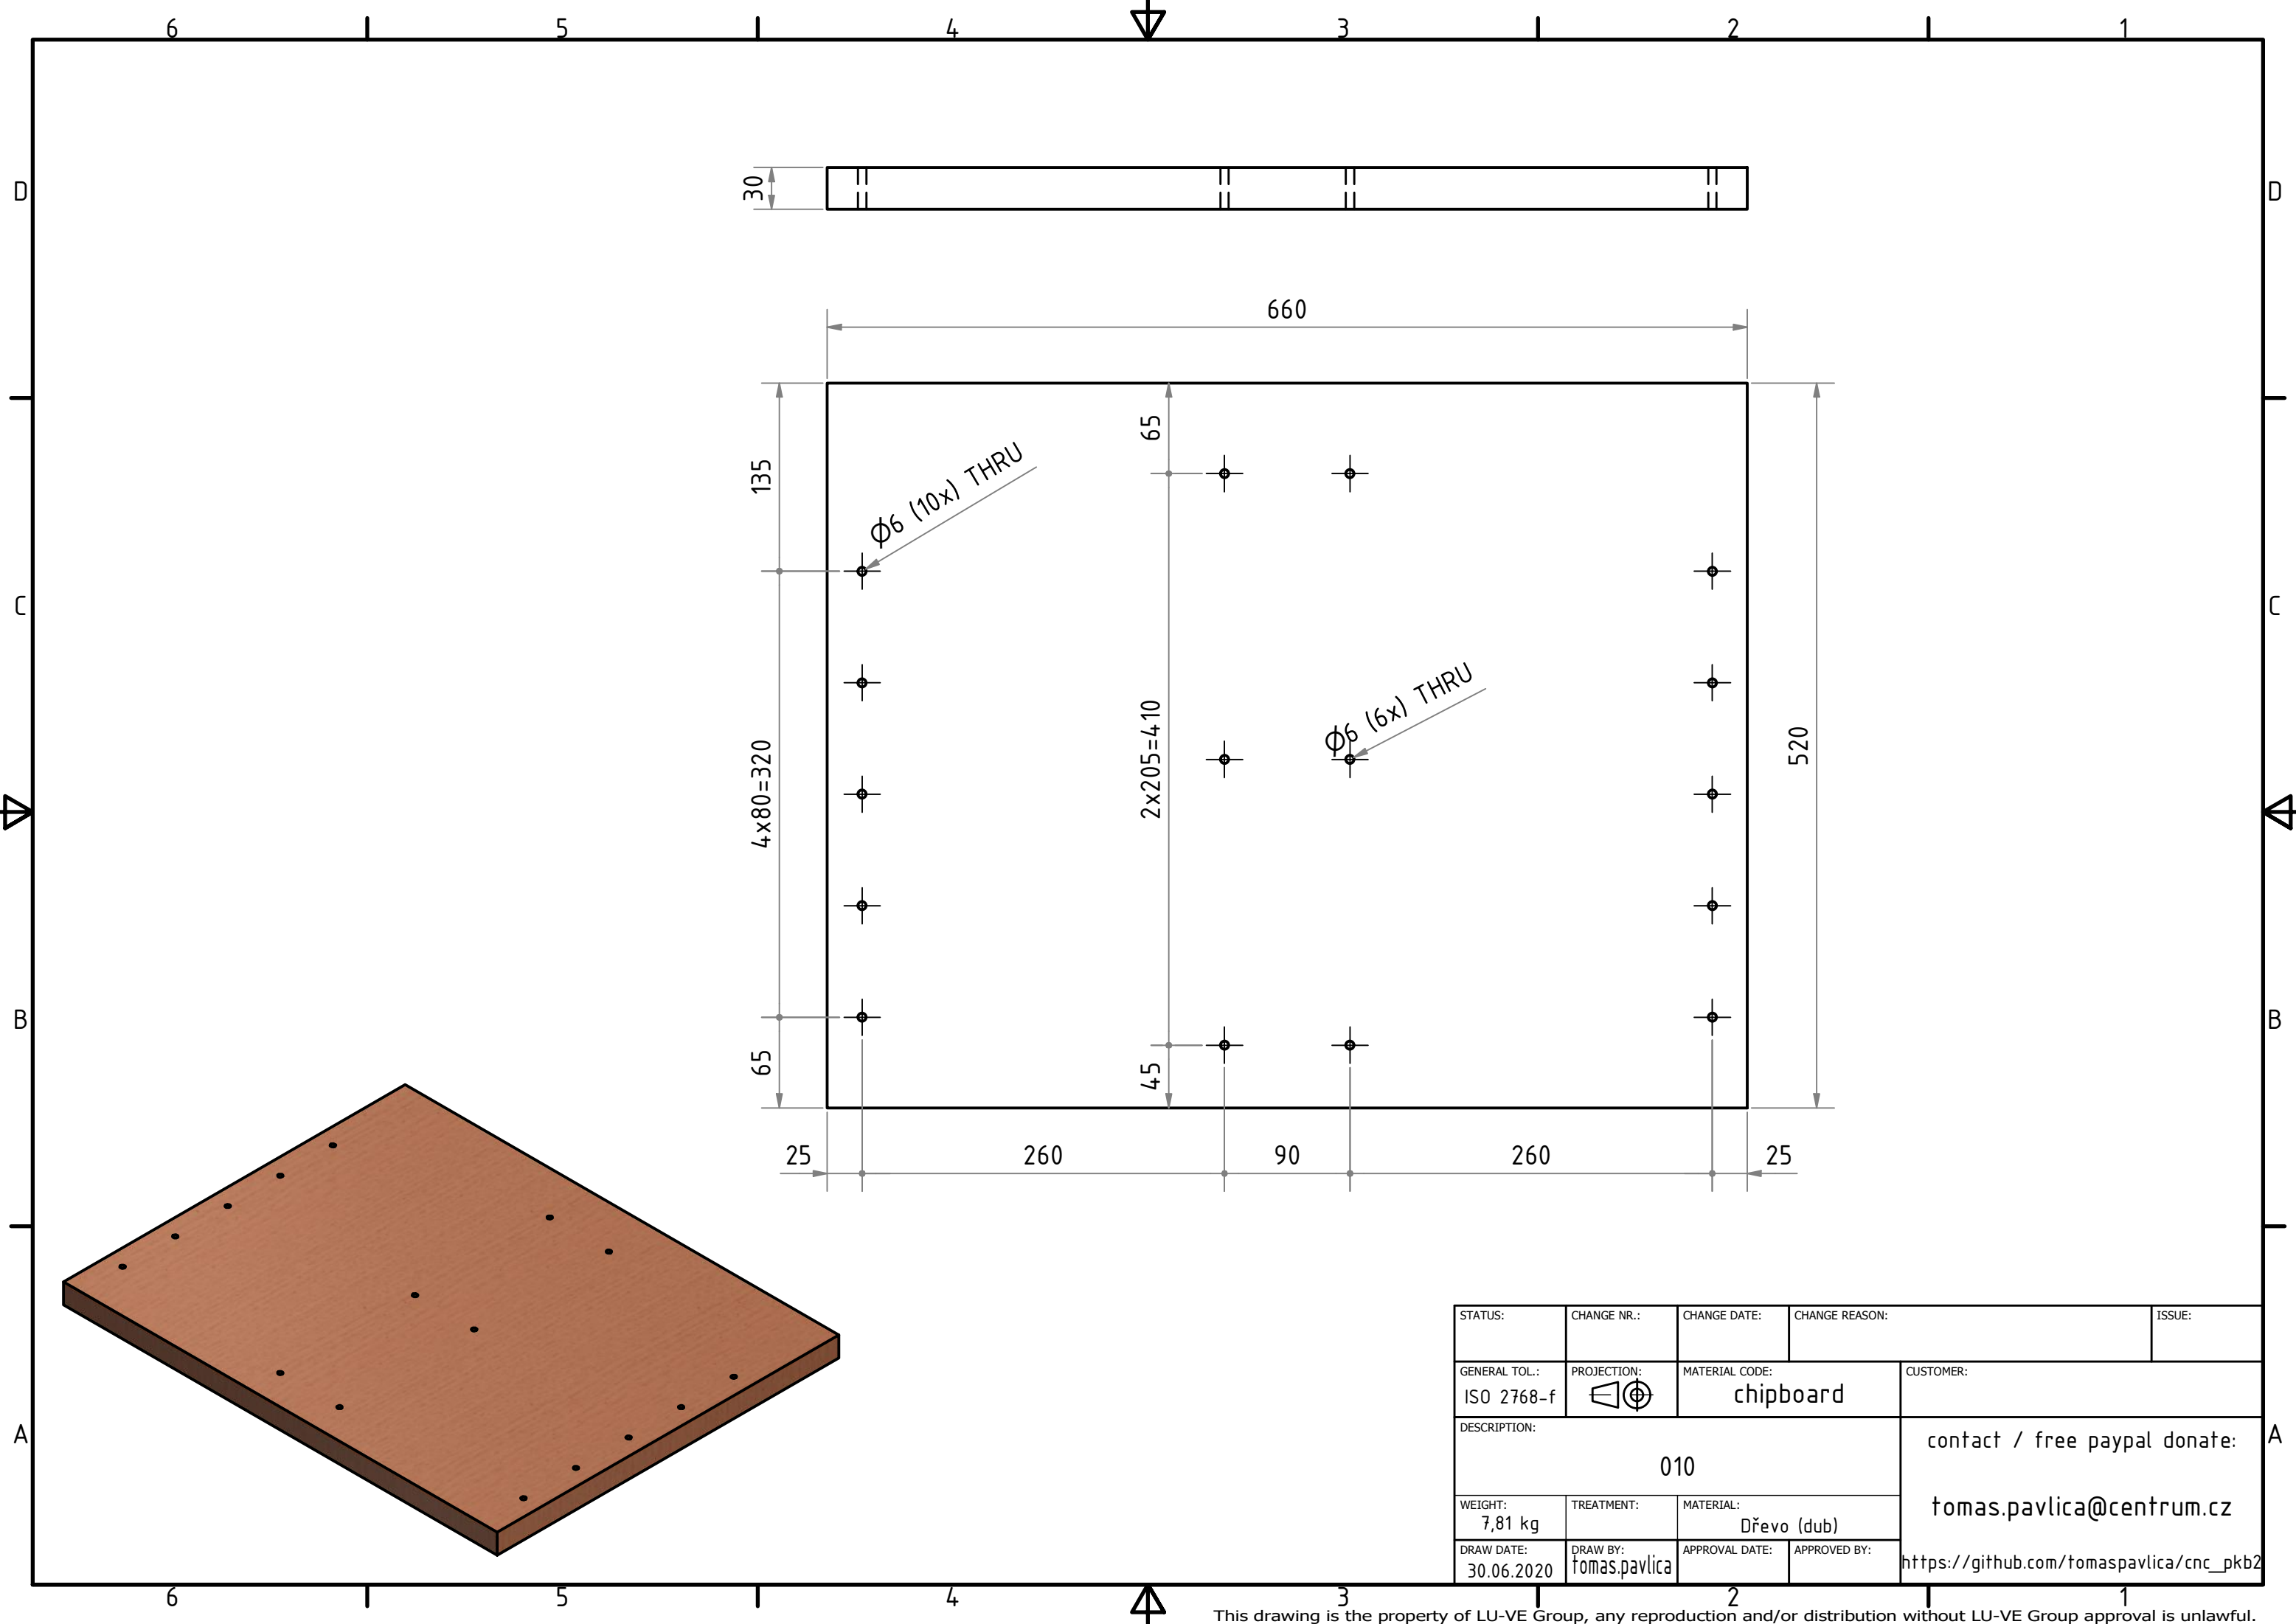 6 5 4 3 2 1
D D
30
660
65
135
Ø6 (10x) THRU
C C
Ø6 (6x) THRU
2x205=410
520
4x80=320
B B
65
45
25 260 90 260 25
STATUS: CHANGE NR.: CHANGE DATE: CHANGE REASON: ISSUE:
GENERAL TOL.: PROJECTION: MATERIAL CODE: CUSTOMER:
ISO 2768-f chipboard
DESCRIPTION:
010
A A
contact / free paypal donate:
tomas.pavlica@centrum.cz
https://github.com/tomaspavlica/cnc_pkb2
WEIGHT: TREATMENT: MATERIAL:
7,81 kg Dřevo (dub)
DRAW DATE: DRAW BY: APPROVAL DATE: APPROVED BY:
30.06.2020 tomas.pavlica
6 5 4 3 2 1
This drawing is the property of LU-VE Group, any reproduction and/or distribution without LU-VE Group approval is unlawful.